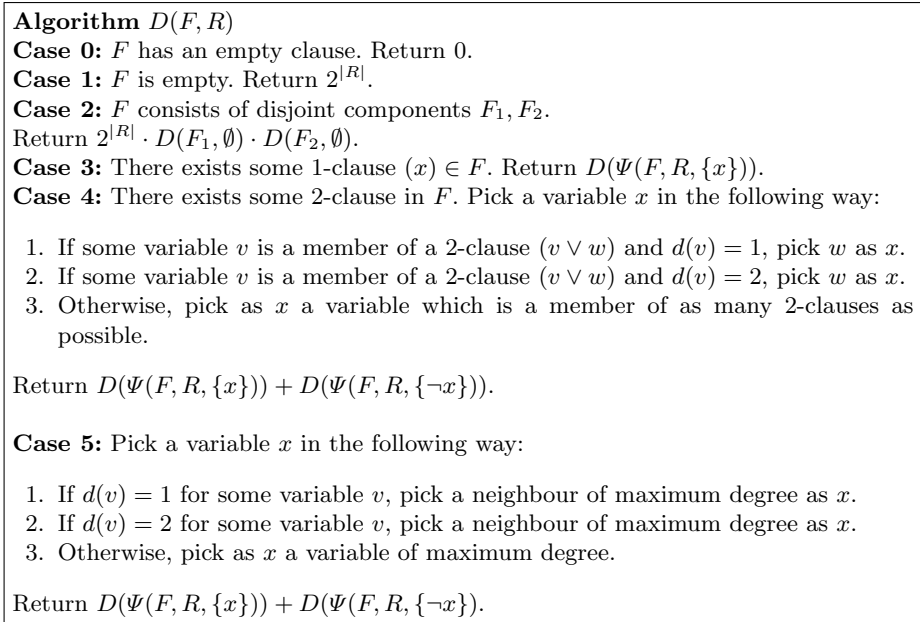 Algorithm D(F, R)
Case 0: F has an empty clause. Return 0.
Case 1: F is empty. Return 2^{|R|}.
Case 2: F consists of disjoint components F₁, F₂.
Return 2^{|R|} · D(F₁, ∅) · D(F₂, ∅).
Case 3: There exists some 1-clause (x) ∈ F. Return D(Ψ(F, R, {x})).
Case 4: There exists some 2-clause in F. Pick a variable x in the following way:
1. If some variable v is a member of a 2-clause (v ∨ w) and d(v) = 1, pick w as x.
2. If some variable v is a member of a 2-clause (v ∨ w) and d(v) = 2, pick w as x.
3. Otherwise, pick as x a variable which is a member of as many 2-clauses as
possible.
Return D(Ψ(F, R, {x})) + D(Ψ(F, R, {¬x})).
Case 5: Pick a variable x in the following way:
1. If d(v) = 1 for some variable v, pick a neighbour of maximum degree as x.
2. If d(v) = 2 for some variable v, pick a neighbour of maximum degree as x.
3. Otherwise, pick as x a variable of maximum degree.
Return D(Ψ(F, R, {x})) + D(Ψ(F, R, {¬x}).